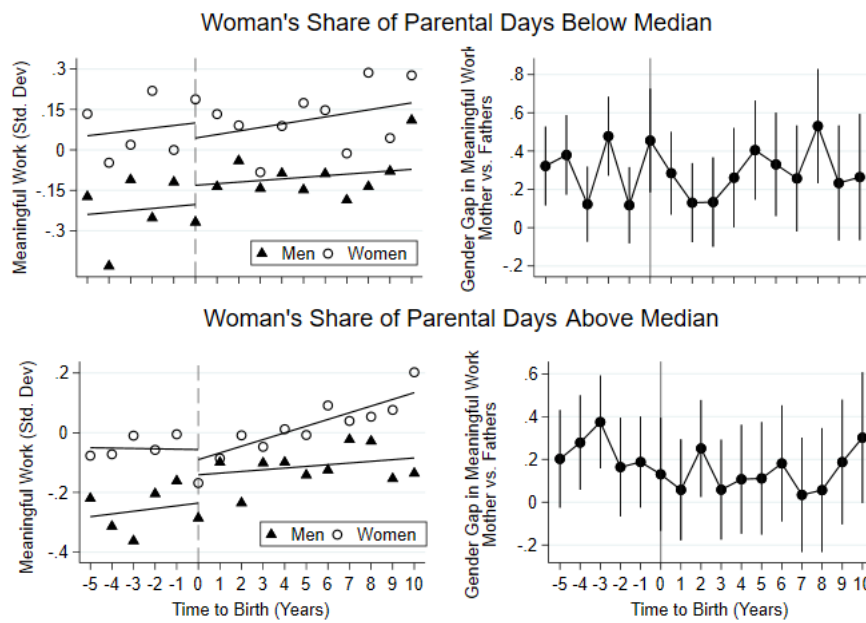 Woman's Share of Parental Days Below Median
Meaningful Work (Std. Dev)
.3
.15
0
-.15
-.3
Men Women
Gender Gap in Meaningful Work
Mother vs. Fathers
.8
.6
.4
.2
0
-.2
Woman's Share of Parental Days Above Median
Meaningful Work (Std. Dev)
.2
0
-.2
-.4
Men Women
-5 -4 -3 -2 -1 0 1 2 3 4 5 6 7 8 9 10
Time to Birth (Years)
Gender Gap in Meaningful Work
Mother vs. Fathers
.6
.4
.2
0
-.2
-5 -4 -3 -2 -1 0 1 2 3 4 5 6 7 8 9 10
Time to Birth (Years)